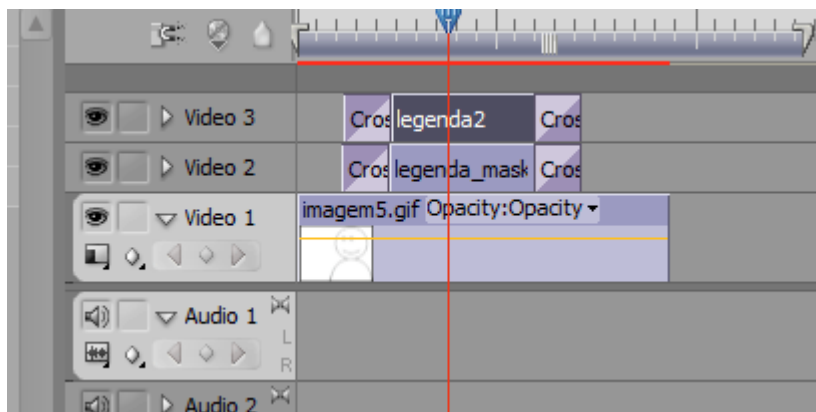 Video 3
Cros legenda2 Cros
Video 2
Cros legenda_mask Cros
Video 1
imagem5.gif Opacity:Opacity
Audio 1
L
R
Audio 2